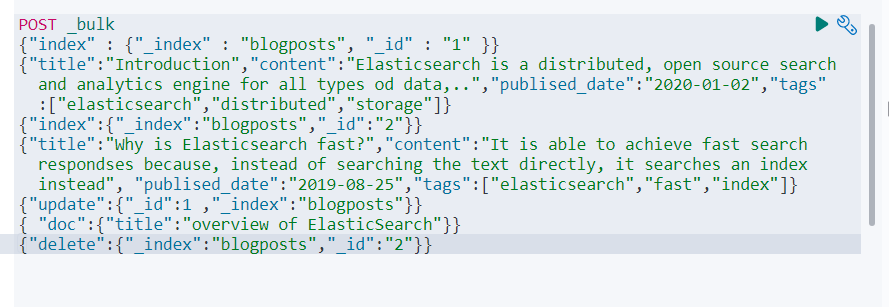 POST _bulk
{"index" : {"_index" : "blogposts", "_id" : "1" }}
{"title":"Introduction","content":"Elasticsearch is a distributed, open source search
and analytics engine for all types od data,..","publised_date":"2020-01-02","tags"
:["elasticsearch","distributed","storage"]}
{"index":{"_index":"blogposts","_id":"2"}}
{"title":"Why is Elasticsearch fast?","content":"It is able to achieve fast search
respondses because, instead of searching the text directly, it searches an index
instead", "publised_date":"2019-08-25","tags":["elasticsearch","fast","index"]}
{"update":{"_id":1 ,"_index":"blogposts"}}
{ "doc":{"title":"overview of ElasticSearch"}}
{"delete":{"_index":"blogposts","_id":"2"}}